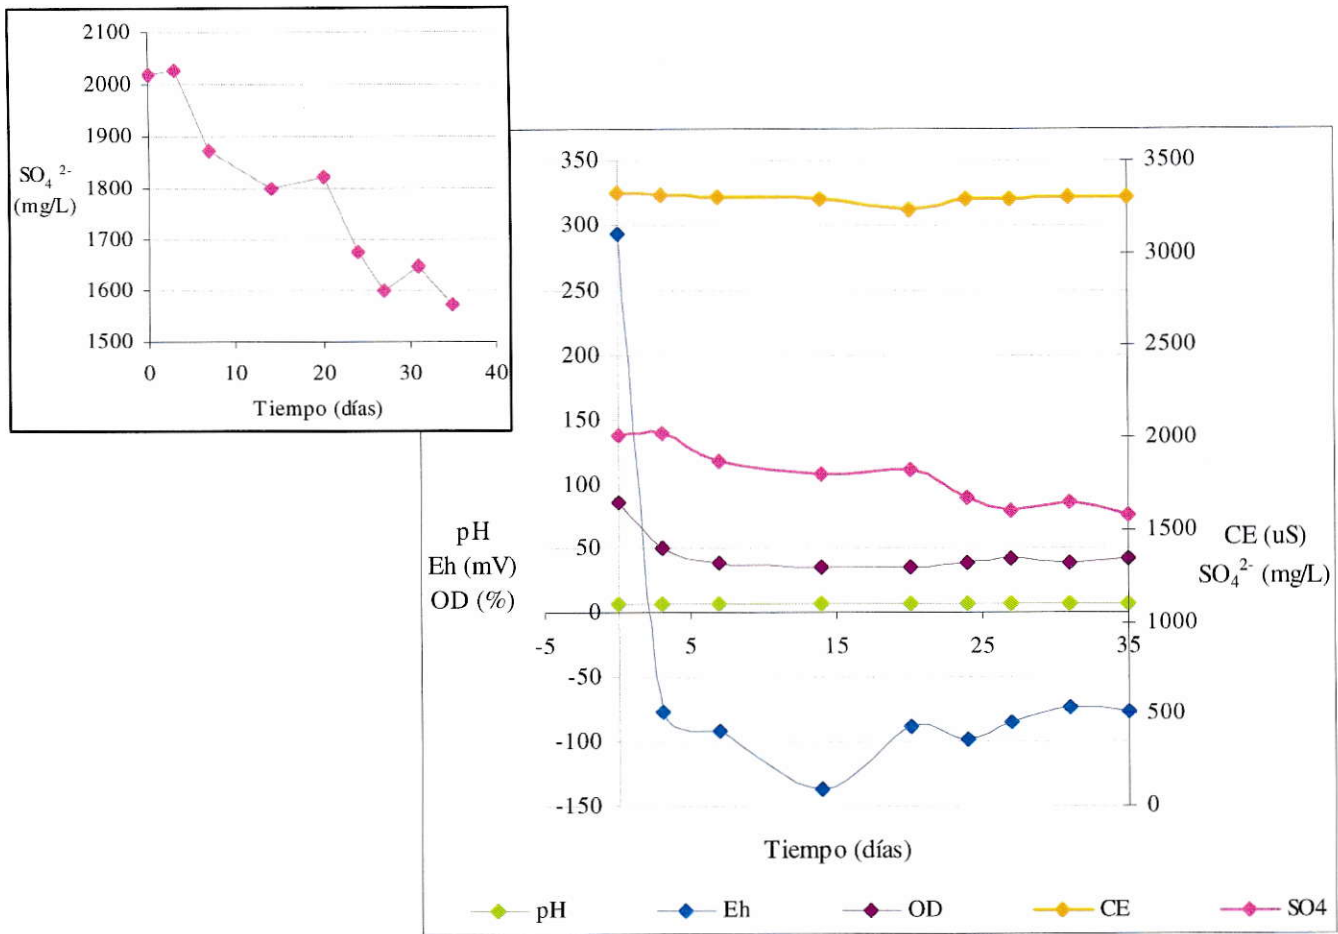 2100
2000
1900
1800
1700
1600
1500
SO₄ ²⁻
(mg/L)
0 10 20 30 40
Tiempo (días)
350
300
250
200
150
100
50
0
-50
-100
-150
pH
Eh (mV)
OD (%)
-5 5 15 25 35
3500
3000
2500
2000
1500
1000
500
0
CE (uS)
SO₄²⁻ (mg/L)
Tiempo (días)
pH Eh OD CE SO4